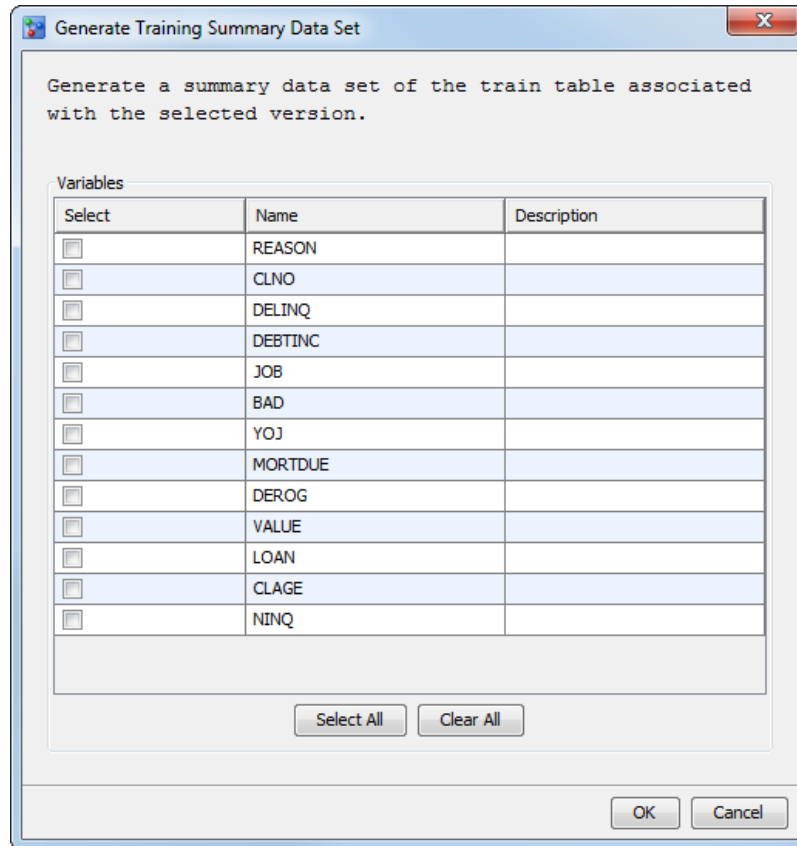 Generate Training Summary Data Set
Generate a summary data set of the train table associated
with the selected version.
Variables
Select Name Description
REASON
CLNO
DELINQ
DEBTINC
JOB
BAD
YOJ
MORTDUE
DEROG
VALUE
LOAN
CLAGE
NINQ
Select All Clear All
OK Cancel